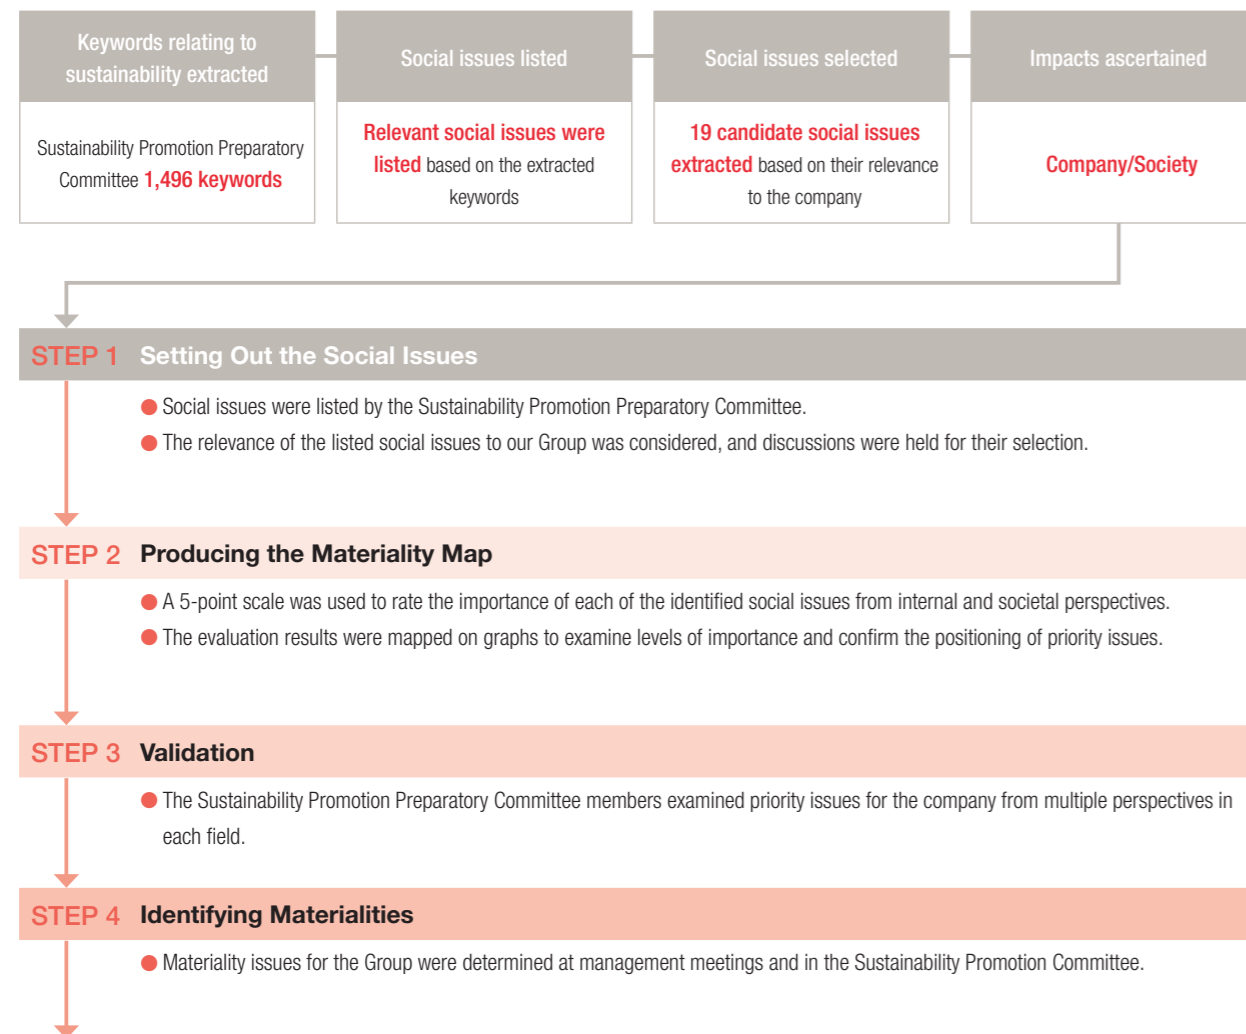 Keywords relating to
sustainability extracted
Sustainability Promotion Preparatory
Committee 1,496 keywords
Social issues listed
Relevant social issues were
listed based on the extracted
keywords
Social issues selected
19 candidate social issues
extracted based on their relevance
to the company
Impacts ascertained
Company/Society
STEP 1 Setting Out the Social Issues
● Social issues were listed by the Sustainability Promotion Preparatory Committee.
● The relevance of the listed social issues to our Group was considered, and discussions were held for their selection.
STEP 2 Producing the Materiality Map
● A 5-point scale was used to rate the importance of each of the identified social issues from internal and societal perspectives.
● The evaluation results were mapped on graphs to examine levels of importance and confirm the positioning of priority issues.
STEP 3 Validation
● The Sustainability Promotion Preparatory Committee members examined priority issues for the company from multiple perspectives in
each field.
STEP 4 Identifying Materialities
● Materiality issues for the Group were determined at management meetings and in the Sustainability Promotion Committee.